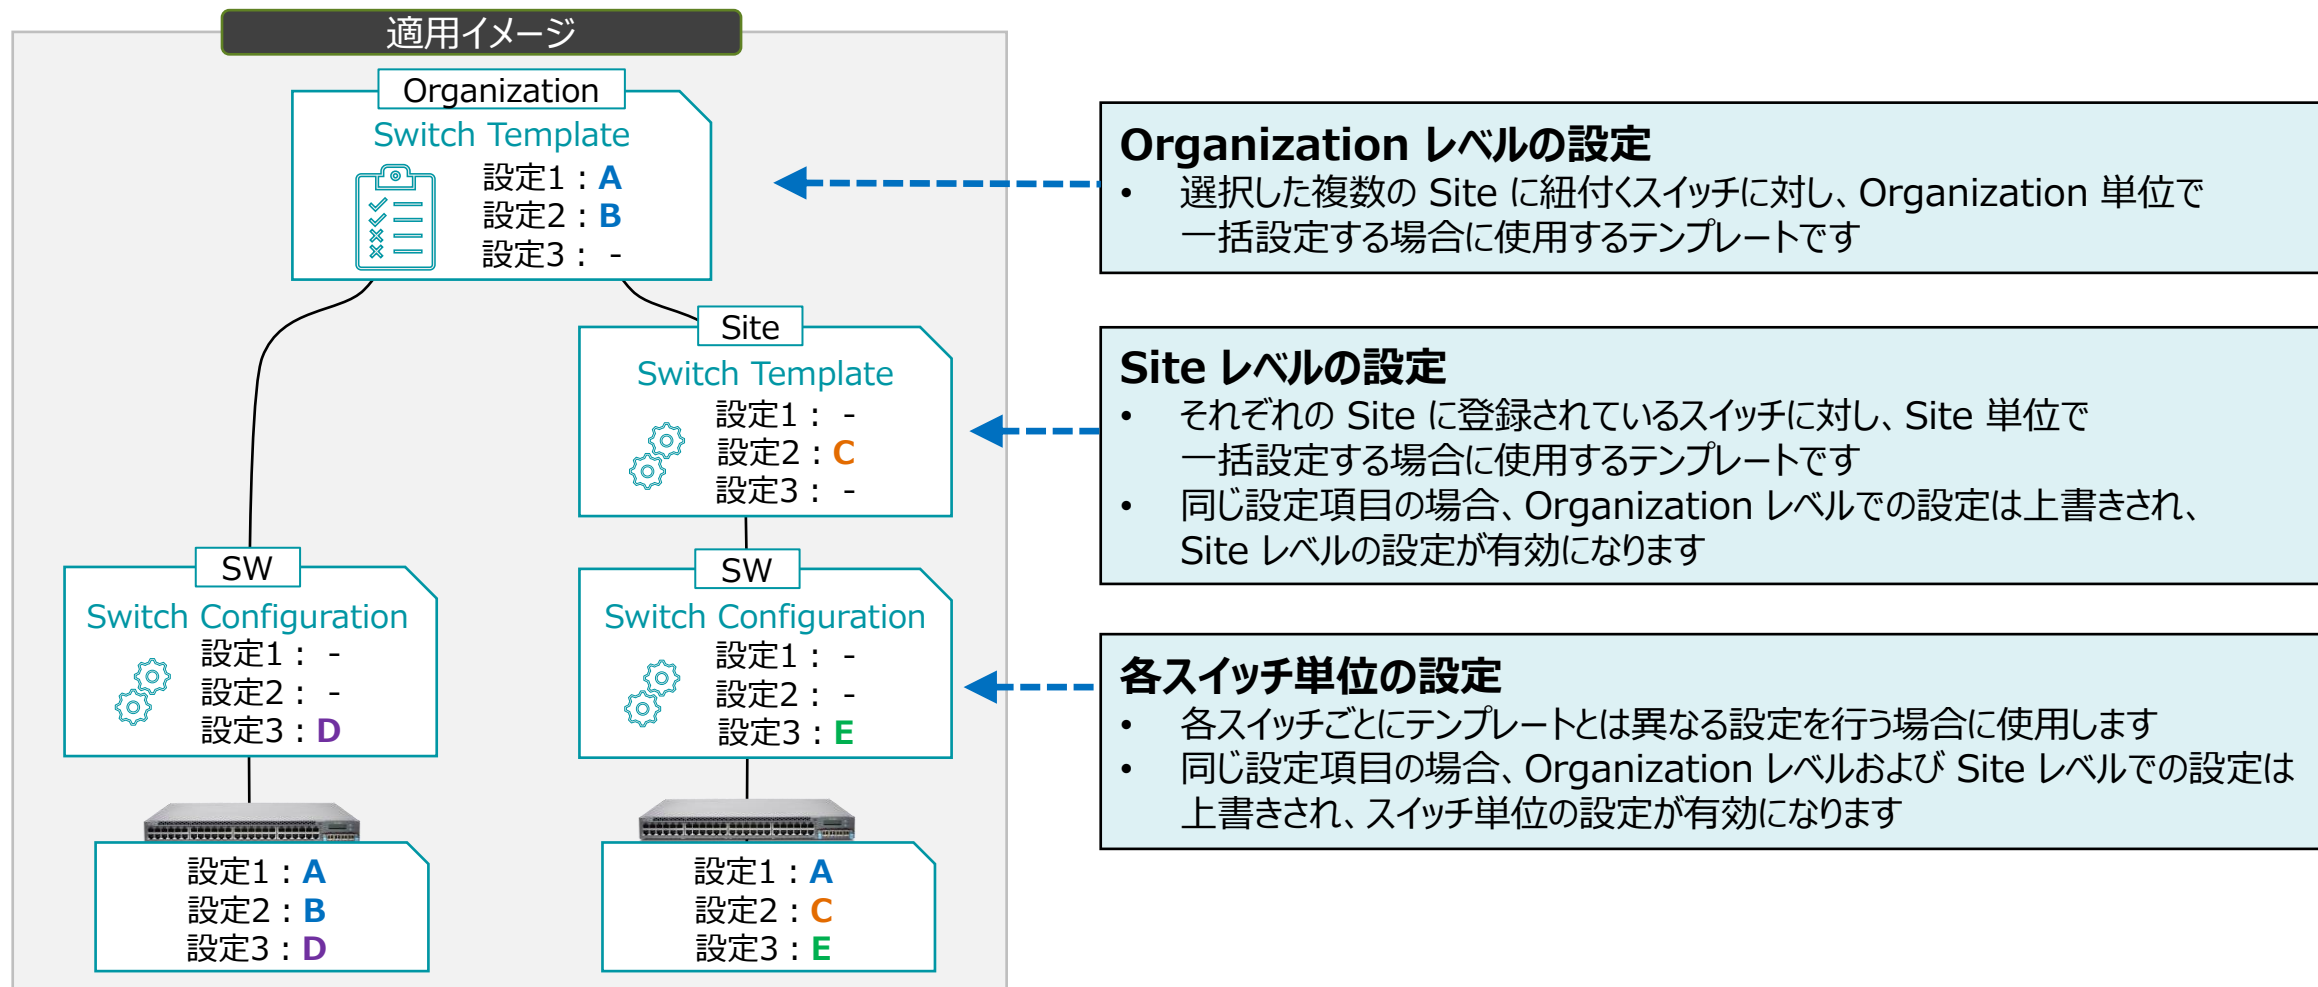 適用イメージ
Organization
Switch Template
設定1：A
設定2：B
設定3： -
Site
Switch Template
設定1： -
設定2：C
設定3： -
SW
Switch Configuration
設定1： -
設定2： -
設定3：D
SW
Switch Configuration
設定1： -
設定2： -
設定3：E
設定1：A
設定2：B
設定3：D
設定1：A
設定2：C
設定3：E
Organization レベルの設定
• 選択した複数の Site に紐付くスイッチに対し、Organization 単位で
一括設定する場合に使用するテンプレートです
Site レベルの設定
• それぞれの Site に登録されているスイッチに対し、Site 単位で
一括設定する場合に使用するテンプレートです
• 同じ設定項目の場合、Organization レベルでの設定は上書きされ、
Site レベルの設定が有効になります
各スイッチ単位の設定
• 各スイッチごとにテンプレートとは異なる設定を行う場合に使用します
• 同じ設定項目の場合、Organization レベルおよび Site レベルでの設定は
上書きされ、スイッチ単位の設定が有効になります